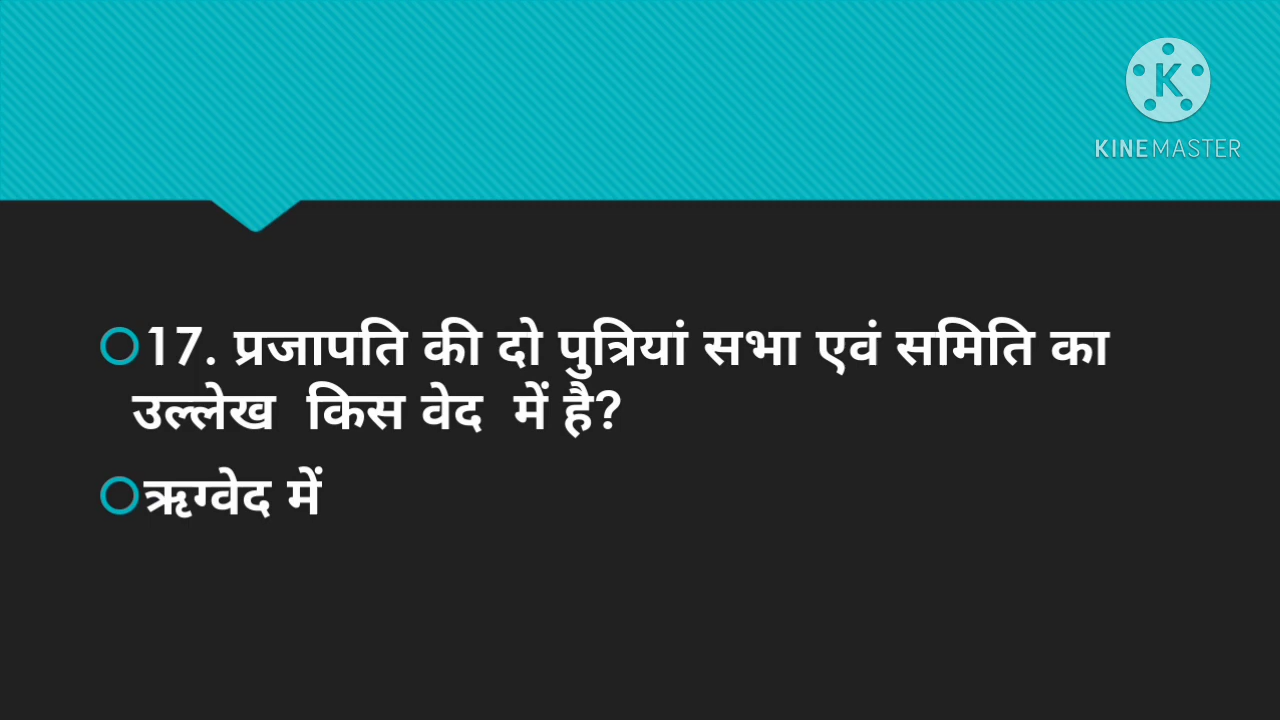 K
KINEMASTER
17. प्रजापति की दो पुत्रियां सभा एवं समिति का
उल्लेख किस वेद में है?
ऋग्वेद में